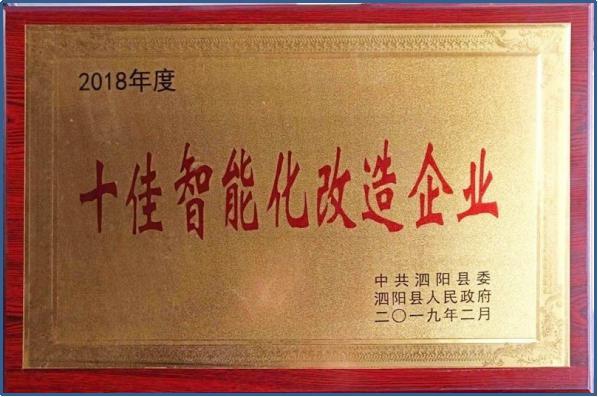 2018年度
十佳智能化改造企业
中共泗阳县委
泗阳县人民政府
二〇一九年二月